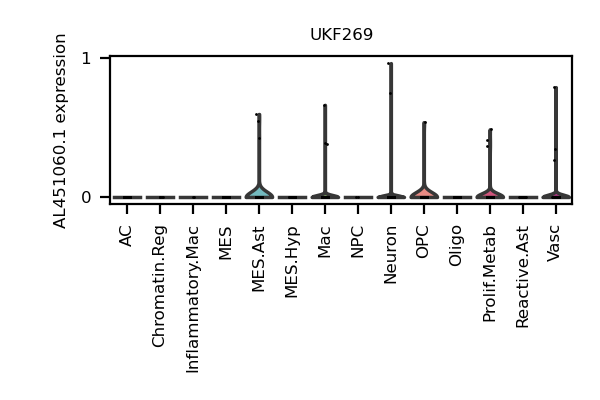 UKF269
AL451060.1 expression
1
0
AC
Chromatin.Reg
Inflammatory.Mac
MES
MES.Ast
MES.Hyp
Mac
NPC
Neuron
OPC
Oligo
Prolif.Metab
Reactive.Ast
Vasc